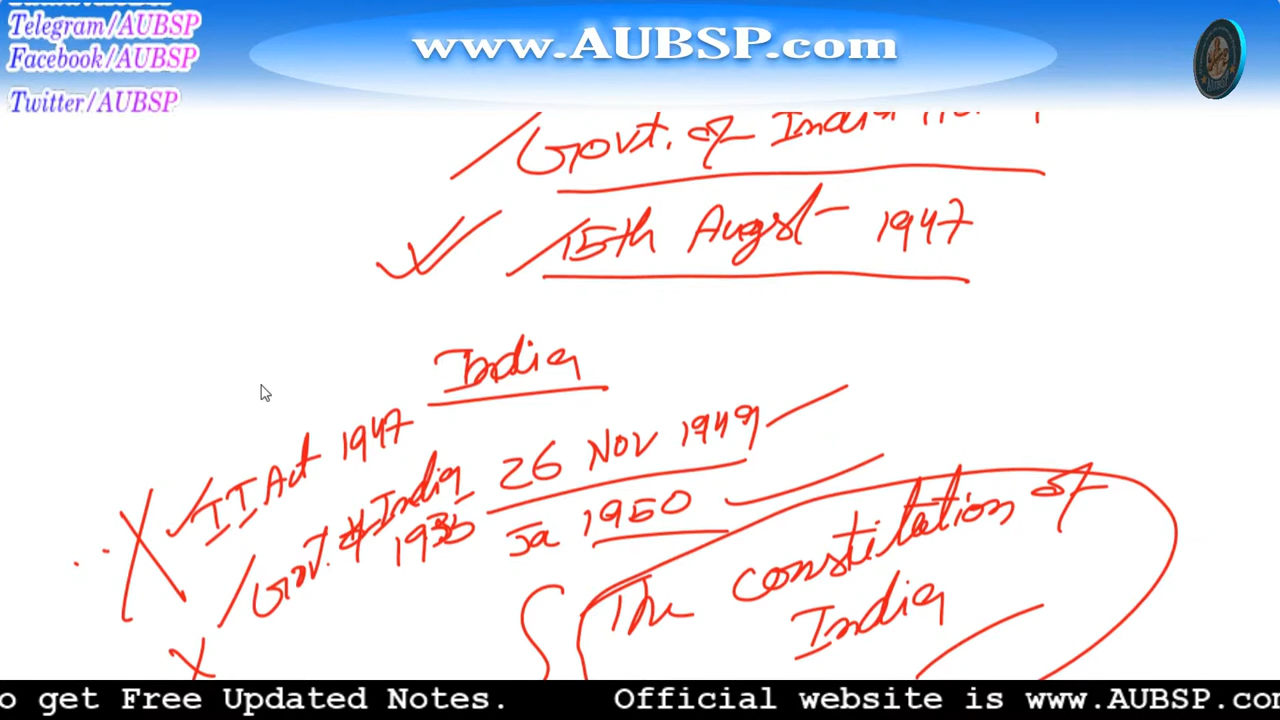 Telegram/AUBSP
Facebook/AUBSP
Twitter/AUBSP
www.AUBSP.com
Govt. of India
15th August 1947
India
II Act 1947
26 Nov 1949
Govt. of India
1935
Ja 1950
The constitution of
India
o get Free Updated Notes. Official website is www.AUBSP.co